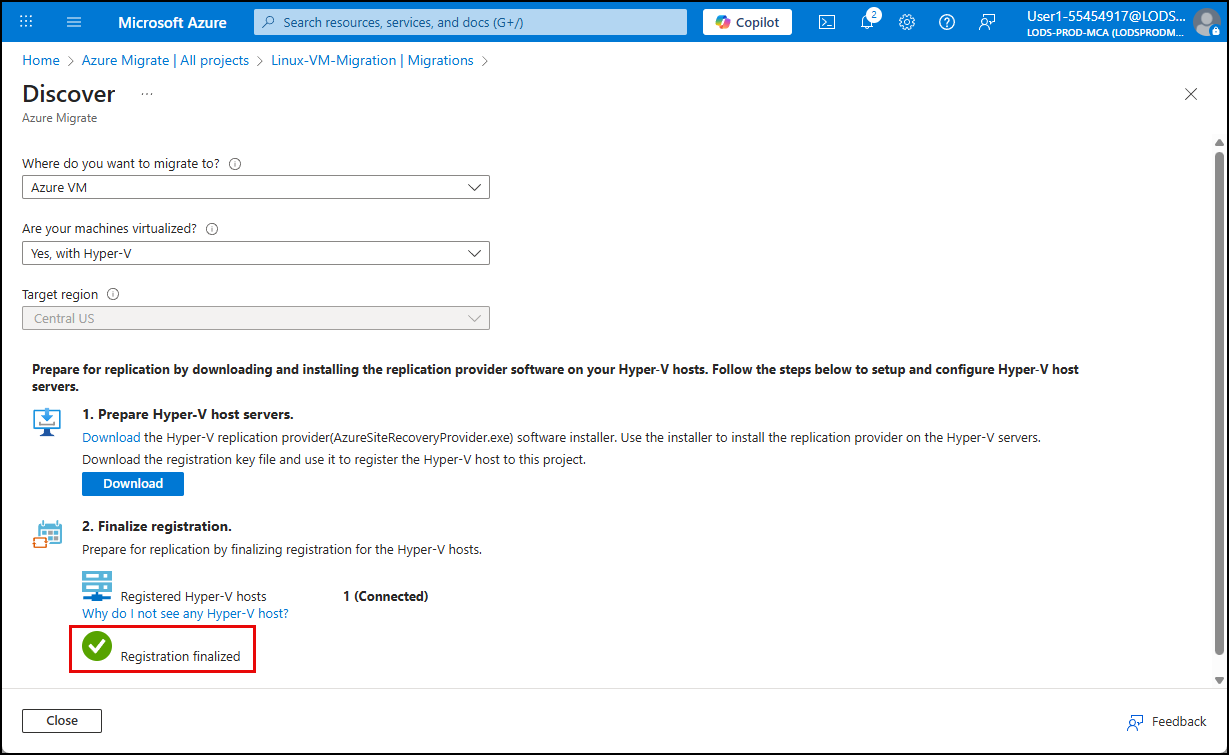 Microsoft Azure
Search resources, services, and docs (G+/)
Copilot
2
User1-55454917@LODS...
LODS-PROD-MCA (LODSPRODM...
Home > Azure Migrate | All projects > Linux-VM-Migration | Migrations >
Discover ...
Azure Migrate
Where do you want to migrate to?
Azure VM
Are your machines virtualized?
Yes, with Hyper-V
Target region
Central US
Prepare for replication by downloading and installing the replication provider software on your Hyper-V hosts. Follow the steps below to setup and configure Hyper-V host
servers.
1. Prepare Hyper-V host servers.
Download the Hyper-V replication provider(AzureSiteRecoveryProvider.exe) software installer. Use the installer to install the replication provider on the Hyper-V servers.
Download the registration key file and use it to register the Hyper-V host to this project.
Download
2. Finalize registration.
Prepare for replication by finalizing registration for the Hyper-V hosts.
Registered Hyper-V hosts 1 (Connected)
Why do I not see any Hyper-V host?
Registration finalized
Close
Feedback